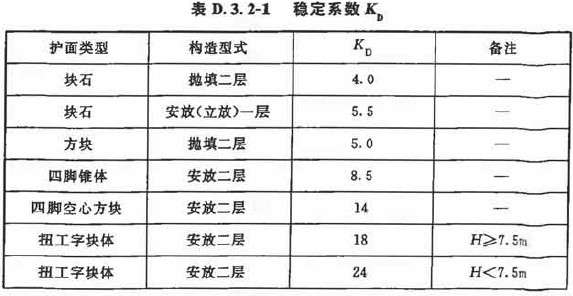 表 D.3.2-1 稳定系数 K_D
护面类型 构造型式 K_D 备注
块石 抛填二层 4.0 —
块石 安放(立放)一层 5.5 —
方块 抛填二层 5.0 —
四脚锥体 安放二层 8.5 —
四脚空心方块 安放二层 14 —
扭工字块体 安放二层 18 H≥7.5m
扭工字块体 安放二层 24 H<7.5m